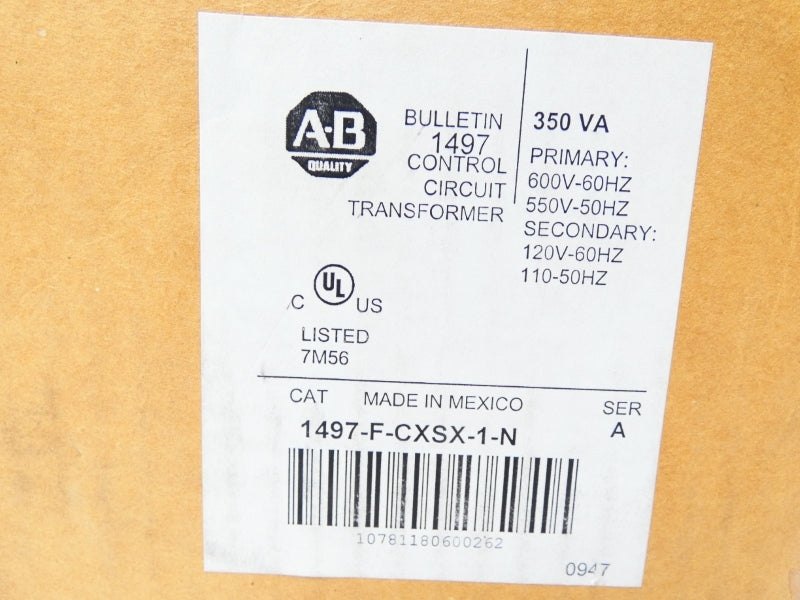 A-B
QUALITY
BULLETIN
1497
CONTROL
CIRCUIT
TRANSFORMER
350 VA
PRIMARY:
600V-60HZ
550V-50HZ
SECONDARY:
120V-60HZ
110-50HZ
C UL US
LISTED
7M56
CAT MADE IN MEXICO SER
1497-F-CXSX-1-N A
10781180600262
0947